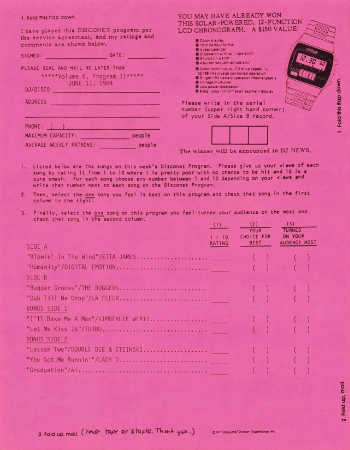 1. Fold this flap down.
I have played this DISCONET program per
the service agreement, and my ratings and
comments are shown below.
SIGNED: DATE:
PLEASE SEAL AND MAIL NO LATER THAN:
*****Volume 6, Program 11*****
JUNE 11, 1984
DJ/DISCO
ADDRESS
PHONE: ( )
MAXIMUM CAPACITY: people
AVERAGE WEEKLY PATRONS: people
YOU MAY HAVE ALREADY WON
THIS SOLAR-POWERED, 12-FUNCTION
LCD CHRONOGRAPH. A $150 VALUE!
Please write in the serial
number (upper right hand corner)
of your Side A/Side B record.
The winner will be announced in DJ NEWS.
1. Listed below are the songs on this week's Disconet Program. Please give us your views of each
song by rating it from 1 to 10 where 1 is pretty poor with no chance to be hit and 10 is a
sure smash. For each song choose any number between 1 and 10 depending on your views and
write that number next to each song on the Disconet Program.
2. Then, select the one song you feel is best on this program and check that song in the first
column to the right.
3. Finally, select the one song on this program you feel turned your audience on the most and
check that song in the second column.
(1) (2)
YOUR TURNED
1 - 10 CHOICE FOR ON YOUR
RATING BEST AUDIENCE MOST
SIDE A
"Blowin' In The Wind"/ETTA JAMES ( ) ( )
"Humanity"/DIGITAL EMOTION ( ) ( )
SIDE B
"Bugger Groove"/THE BUGGERS ( ) ( )
"Dub Till We Drop"/LA FLEUR ( ) ( )
BONUS SIDE 1
"I'll Make Me A Man"/KIMBERLEE ( ) ( )
"Let Me Kiss It"/TURBO ( ) ( )
BONUS SIDE 2
"Lesson Two"/DOUBLE DEE & STEINSKI ( ) ( )
"You Got Me Runnin'"/LADY D ( ) ( )
"Graduation"/ ( ) ( )
3. Fold up, mail. (inner tape or staple. Thank you.)
1. Fold this flap down.
2. Fold up, mail.